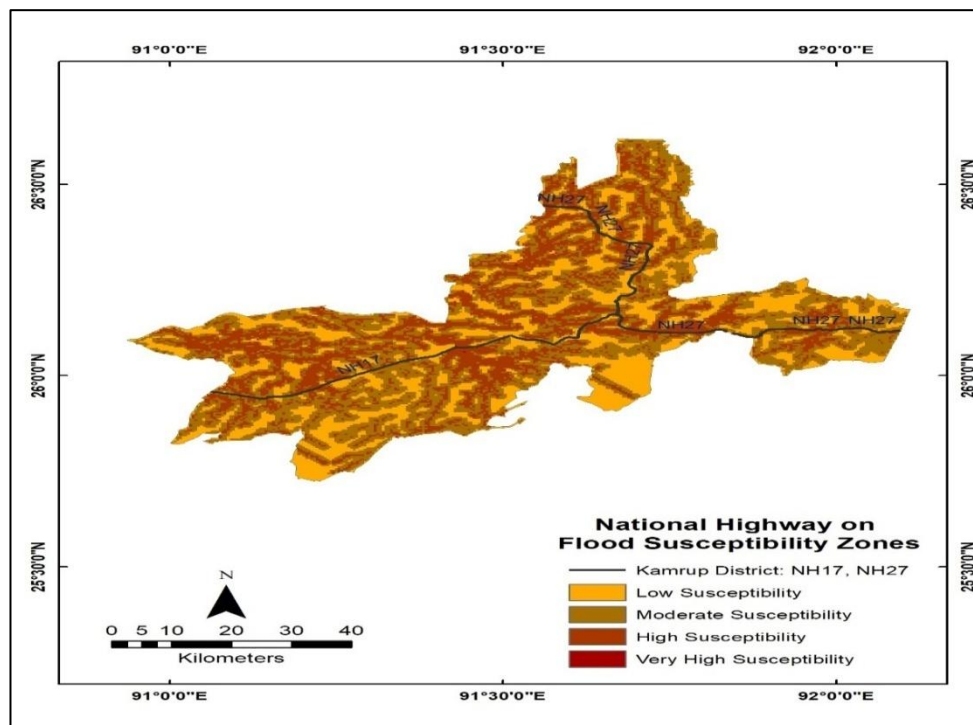 91°0'0"E
91°30'0"E
92°0'0"E
26°30'0"N
26°30'0"N
NH27
NH27
NH27
NH27
NH27
NH27
NH17
26°0'0"N
26°0'0"N
National Highway on
Flood Susceptibility Zones
Kamrup District: NH17, NH27
Low Susceptibility
Moderate Susceptibility
High Susceptibility
Very High Susceptibility
25°30'0"N
25°30'0"N
N
0 5 10 20 30 40
Kilometers
91°0'0"E
91°30'0"E
92°0'0"E